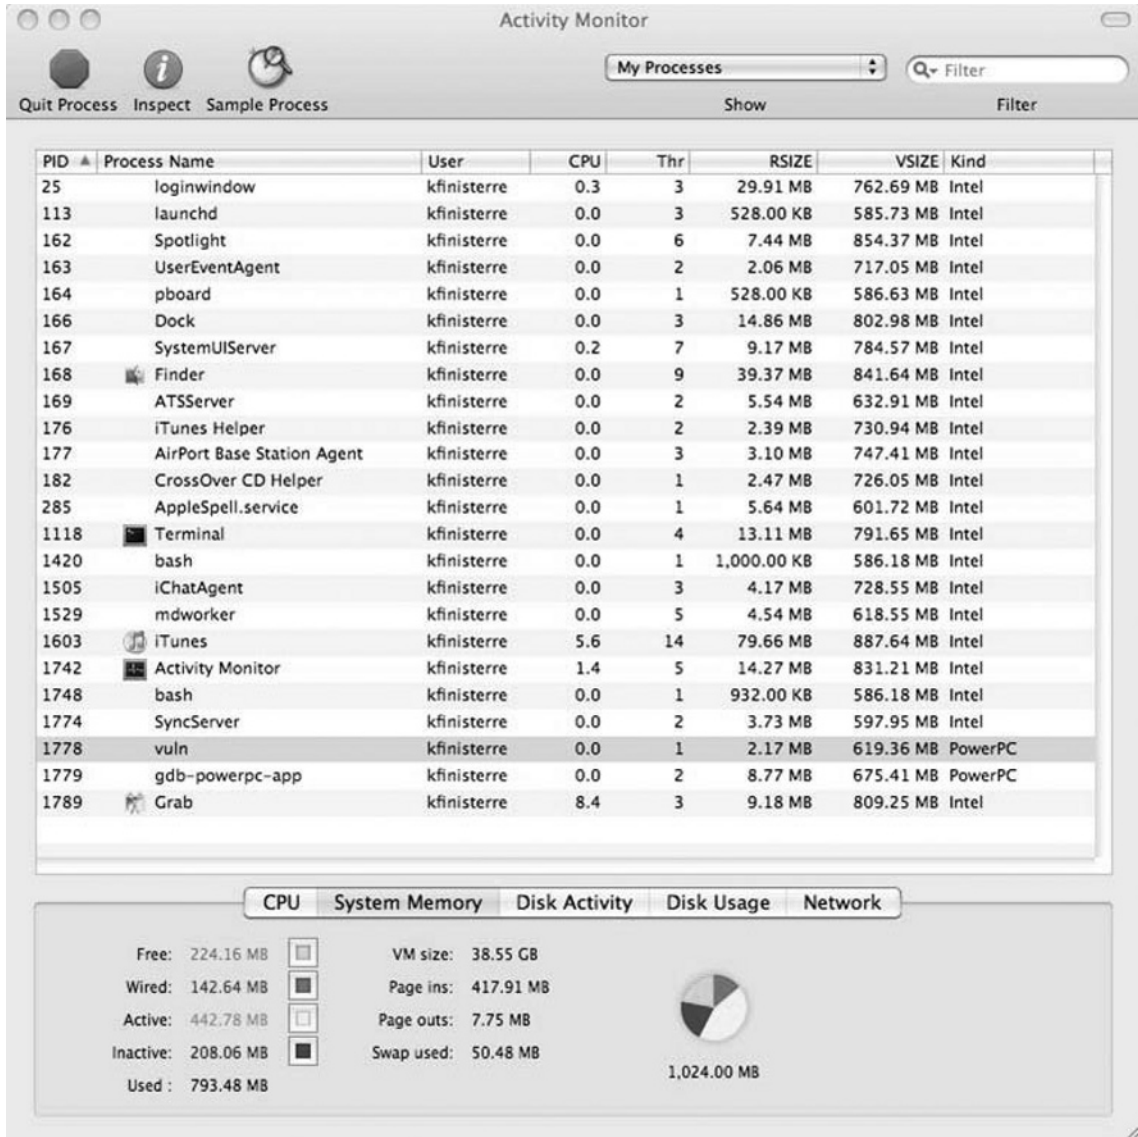 Activity Monitor
My Processes Filter
Quit Process Inspect Sample Process Show Filter
PID Process Name User CPU Thr RSIZE VSIZE Kind
25 loginwindow kfinisterre 0.3 3 29.91 MB 762.69 MB Intel
113 launchd kfinisterre 0.0 3 528.00 KB 585.73 MB Intel
162 Spotlight kfinisterre 0.0 6 7.44 MB 854.37 MB Intel
163 UserEventAgent kfinisterre 0.0 2 2.06 MB 717.05 MB Intel
164 pboard kfinisterre 0.0 1 528.00 KB 586.63 MB Intel
166 Dock kfinisterre 0.0 3 14.86 MB 802.98 MB Intel
167 SystemUIServer kfinisterre 0.2 7 9.17 MB 784.57 MB Intel
168 Finder kfinisterre 0.0 9 39.37 MB 841.64 MB Intel
169 ATSServer kfinisterre 0.0 2 5.54 MB 632.91 MB Intel
176 iTunes Helper kfinisterre 0.0 2 2.39 MB 730.94 MB Intel
177 AirPort Base Station Agent kfinisterre 0.0 3 3.10 MB 747.41 MB Intel
182 CrossOver CD Helper kfinisterre 0.0 1 2.47 MB 726.05 MB Intel
285 AppleSpell.service kfinisterre 0.0 1 5.64 MB 601.72 MB Intel
1118 Terminal kfinisterre 0.0 4 13.11 MB 791.65 MB Intel
1420 bash kfinisterre 0.0 1 1,000.00 KB 586.18 MB Intel
1505 iChatAgent kfinisterre 0.0 3 4.17 MB 728.55 MB Intel
1529 mdworker kfinisterre 0.0 5 4.54 MB 618.55 MB Intel
1603 iTunes kfinisterre 5.6 14 79.66 MB 887.64 MB Intel
1742 Activity Monitor kfinisterre 1.4 5 14.27 MB 831.21 MB Intel
1748 bash kfinisterre 0.0 1 932.00 KB 586.18 MB Intel
1774 SyncServer kfinisterre 0.0 2 3.73 MB 597.95 MB Intel
1778 vuln kfinisterre 0.0 1 2.17 MB 619.36 MB PowerPC
1779 gdb-powerpc-app kfinisterre 0.0 2 8.77 MB 675.41 MB PowerPC
1789 Grab kfinisterre 8.4 3 9.18 MB 809.25 MB Intel
CPU System Memory Disk Activity Disk Usage Network
Free: 224.16 MB VM size: 38.55 GB
Wired: 142.64 MB Page ins: 417.91 MB
Active: 442.78 MB Page outs: 7.75 MB
Inactive: 208.06 MB Swap used: 50.48 MB
1,024.00 MB
Used : 793.48 MB